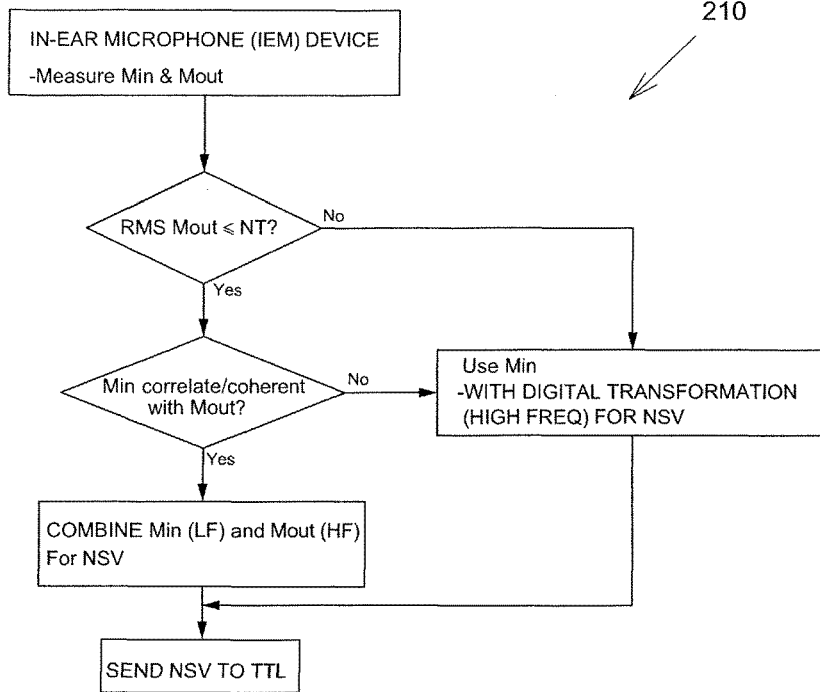 210
IN-EAR MICROPHONE (IEM) DEVICE
-Measure Min & Mout
RMS Mout ⩽ NT?
No
Yes
Min correlate/coherent
with Mout?
No
Yes
Use Min
-WITH DIGITAL TRANSFORMATION
(HIGH FREQ) FOR NSV
COMBINE Min (LF) and Mout (HF)
For NSV
SEND NSV TO TTL